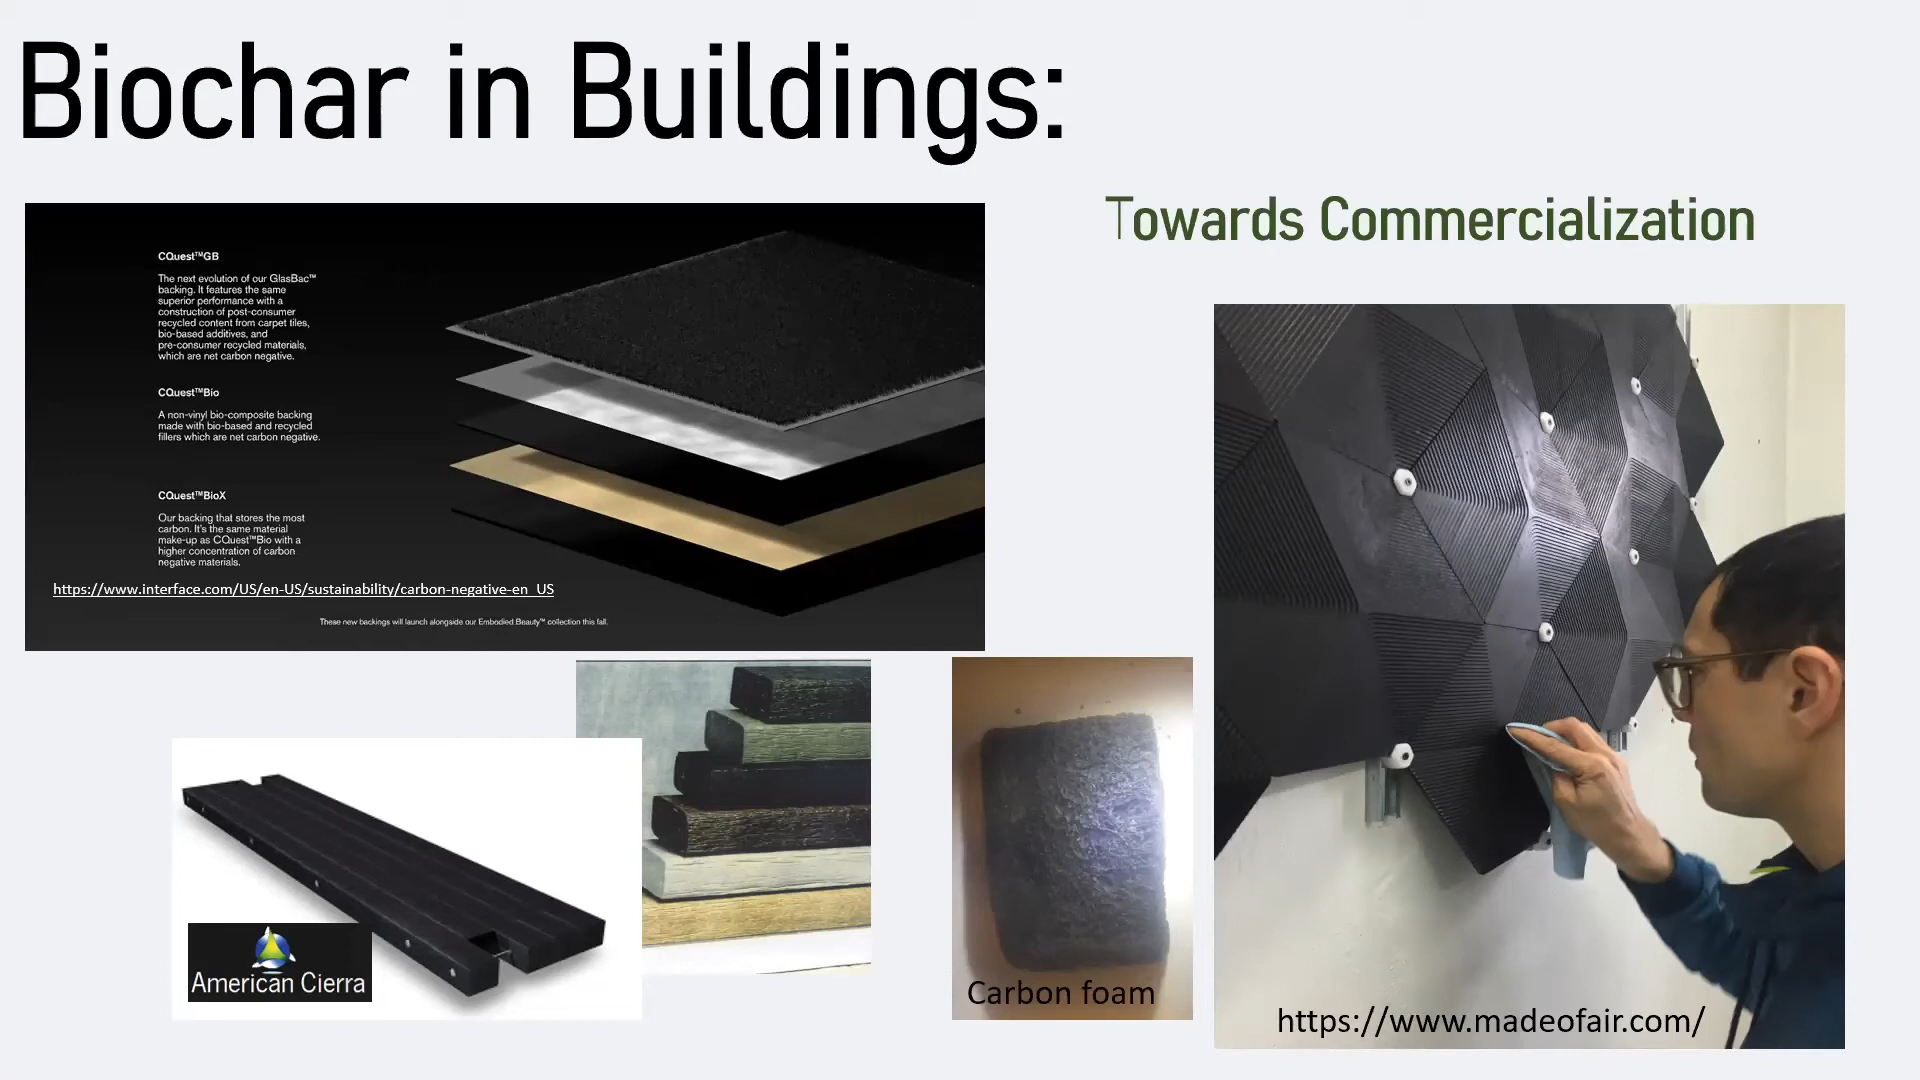 Biochar in Buildings:
Towards Commercialization
CQuest™GB
The next evolution of our GlasBac™
backing. It features the same
superior performance with a
construction of post-consumer
recycled content from carpet tiles,
bio-based additives, and
pre-consumer recycled materials,
which are net carbon negative.
CQuest™Bio
A non-vinyl bio-composite backing
made with bio-based and recycled
fillers which are net carbon negative.
CQuest™BioX
Our backing that stores the most
carbon. It's the same material
make-up as CQuest™Bio with a
higher concentration of carbon
negative materials.
https://www.interface.com/US/en-US/sustainability/carbon-negative-en_US
These new backings will launch alongside our Embodied Beauty™ collection this fall.
American Cierra
Carbon foam
https://www.madeofair.com/